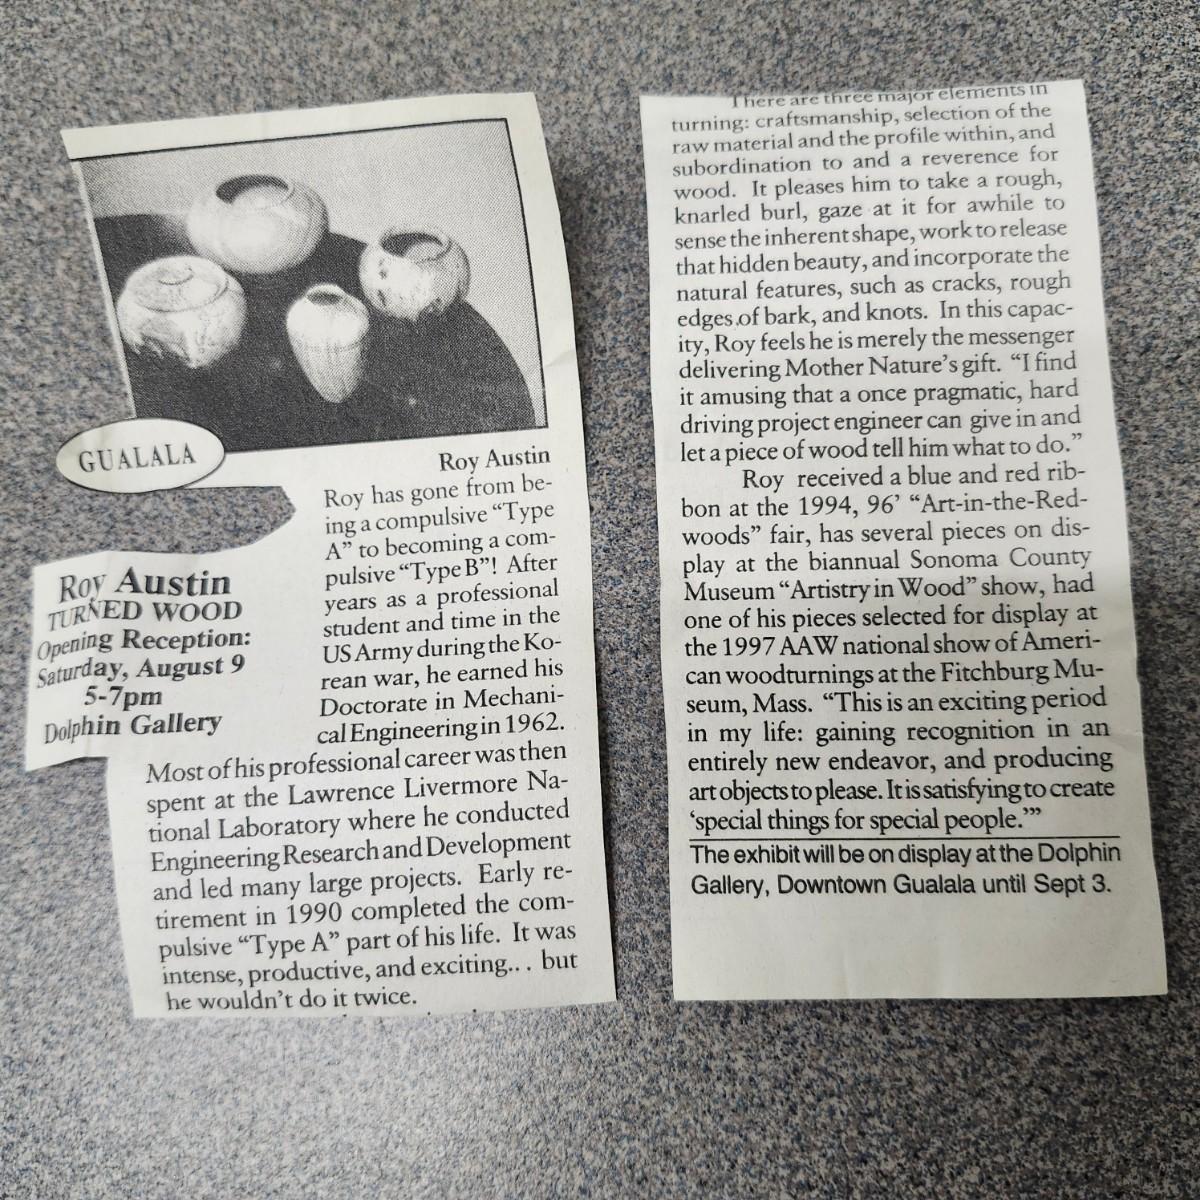 GUALALA
Roy Austin
TURNED WOOD
Opening Reception:
Saturday, August 9
5-7pm
Dolphin Gallery
Roy Austin
Roy has gone from be-
ing a compulsive “Type
A” to becoming a com-
pulsive “Type B”! After
years as a professional
student and time in the
US Army during the Ko-
rean war, he earned his
Doctorate in Mechani-
cal Engineering in 1962.
Most of his professional career was then
spent at the Lawrence Livermore Na-
tional Laboratory where he conducted
Engineering Research and Development
and led many large projects. Early re-
tirement in 1990 completed the com-
pulsive “Type A” part of his life. It was
intense, productive, and exciting... but
he wouldn’t do it twice.
There are three major elements in
turning: craftsmanship, selection of the
raw material and the profile within, and
subordination to and a reverence for
wood. It pleases him to take a rough,
knarled burl, gaze at it for awhile to
sense the inherent shape, work to release
that hidden beauty, and incorporate the
natural features, such as cracks, rough
edges of bark, and knots. In this capac-
ity, Roy feels he is merely the messenger
delivering Mother Nature’s gift. “I find
it amusing that a once pragmatic, hard
driving project engineer can give in and
let a piece of wood tell him what to do.”
Roy received a blue and red rib-
bon at the 1994, 96’ “Art-in-the-Red-
woods” fair, has several pieces on dis-
play at the biannual Sonoma County
Museum “Artistry in Wood” show, had
one of his pieces selected for display at
the 1997 AAW national show of Ameri-
can woodturnings at the Fitchburg Mu-
seum, Mass. “This is an exciting period
in my life: gaining recognition in an
entirely new endeavor, and producing
art objects to please. It is satisfying to create
‘special things for special people.’”
The exhibit will be on display at the Dolphin
Gallery, Downtown Gualala until Sept 3.